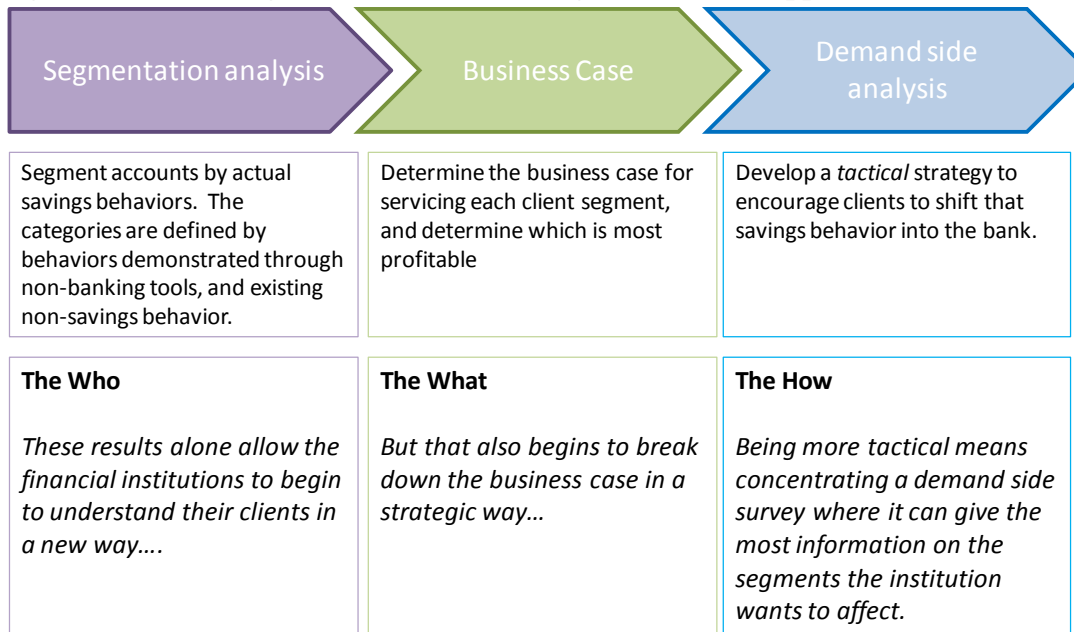 Segmentation analysis
Business Case
Demand side
analysis
Segment accounts by actual
savings behaviors.  The
categories are defined by
behaviors demonstrated through
non-banking tools, and existing
non-savings behavior.
Determine the business case for
servicing each client segment,
and determine which is most
profitable
Develop a tactical strategy to
encourage clients to shift that
savings behavior into the bank.
The Who
These results alone allow the
financial institutions to begin
to understand their clients in
a new way….
The What
But that also begins to break
down the business case in a
strategic way…
The How
Being more tactical means
concentrating a demand side
survey where it can give the
most information on the
segments the institution
wants to affect.